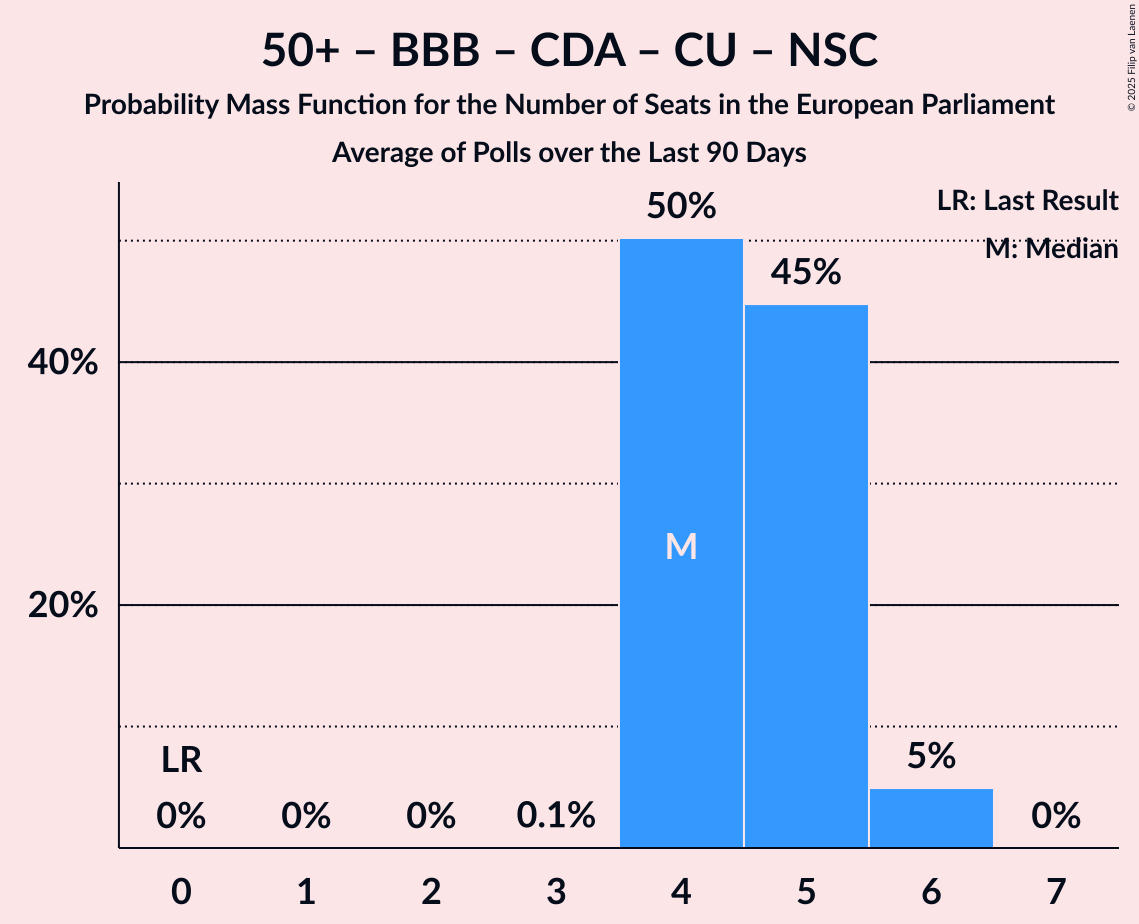 50+ – BBB – CDA – CU – NSC
Probability Mass Function for the Number of Seats in the European Parliament
Average of Polls over the Last 90 Days
© 2025 Filip van Laenen
LR: Last Result
M: Median
50%
45%
40%
M
20%
LR
5%
0% 0% 0% 0.1% 0%
0 1 2 3 4 5 6 7